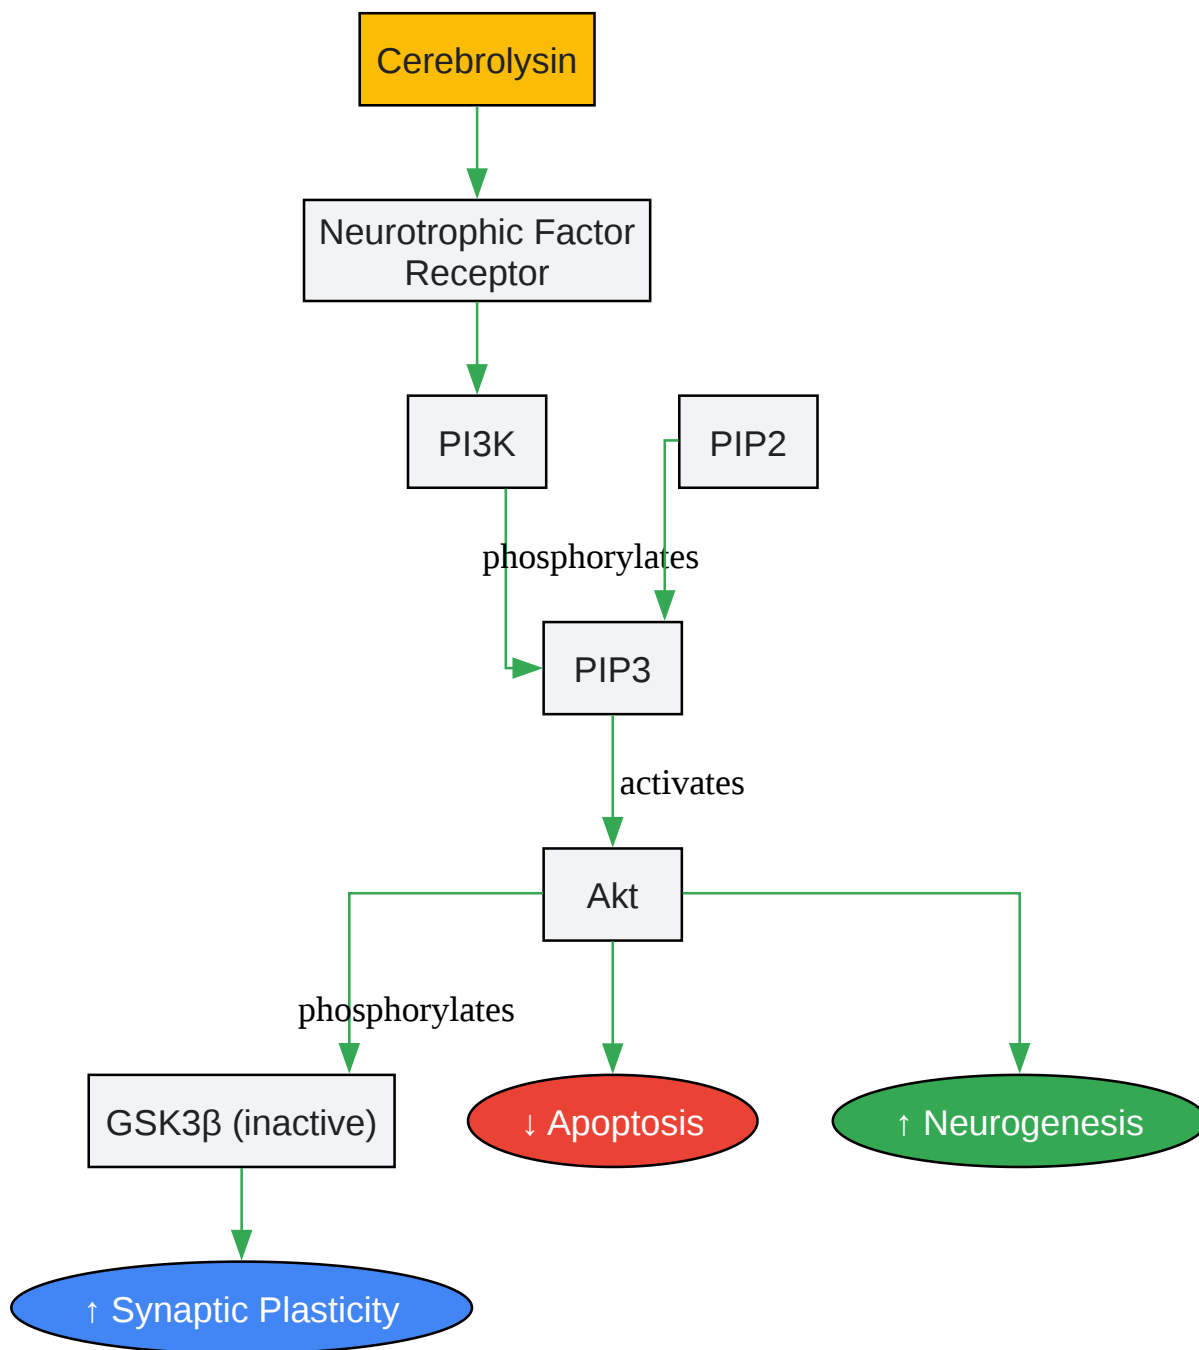 Cerebrolysin
Neurotrophic Factor
Receptor
PI3K
PIP2
phosphorylates
PIP3
activates
Akt
phosphorylates
GSK3β (inactive)
↓ Apoptosis
↑ Neurogenesis
↑ Synaptic Plasticity